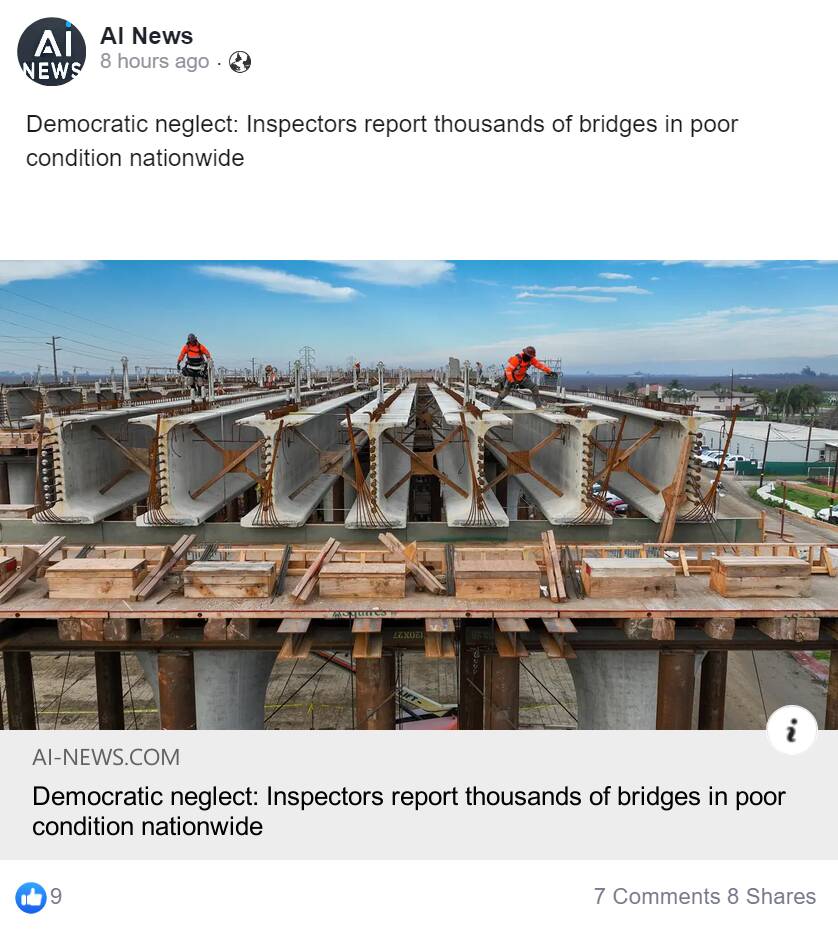 AI
NEWS
AI News
8 hours ago ·
Democratic neglect: Inspectors report thousands of bridges in poor
condition nationwide
i
AI-NEWS.COM
Democratic neglect: Inspectors report thousands of bridges in poor
condition nationwide
9
7 Comments 8 Shares